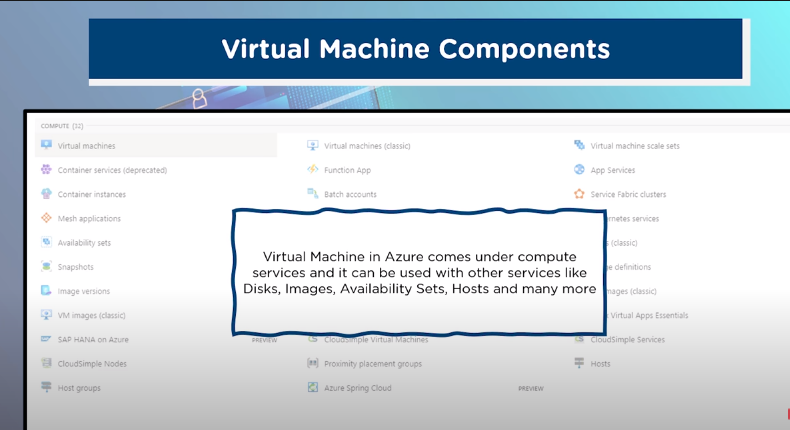 Virtual Machine Components
COMPUTE (32)
Virtual machines
Virtual machines (classic)
Virtual machine scale sets
Container services (deprecated)
Function App
App Services
Container instances
Batch accounts
Service Fabric clusters
Mesh applications
services
Availability sets
(classic)
Snapshots
definitions
Image versions
(classic)
VM images (classic)
Virtual Apps Essentials
Virtual Machine in Azure comes under compute
services and it can be used with other services like
Disks, Images, Availability Sets, Hosts and many more
SAP HANA on Azure
PREVIEW
CloudSimple Virtual Machines
CloudSimple Services
CloudSimple Nodes
Proximity placement groups
Hosts
Host groups
Azure Spring Cloud
PREVIEW